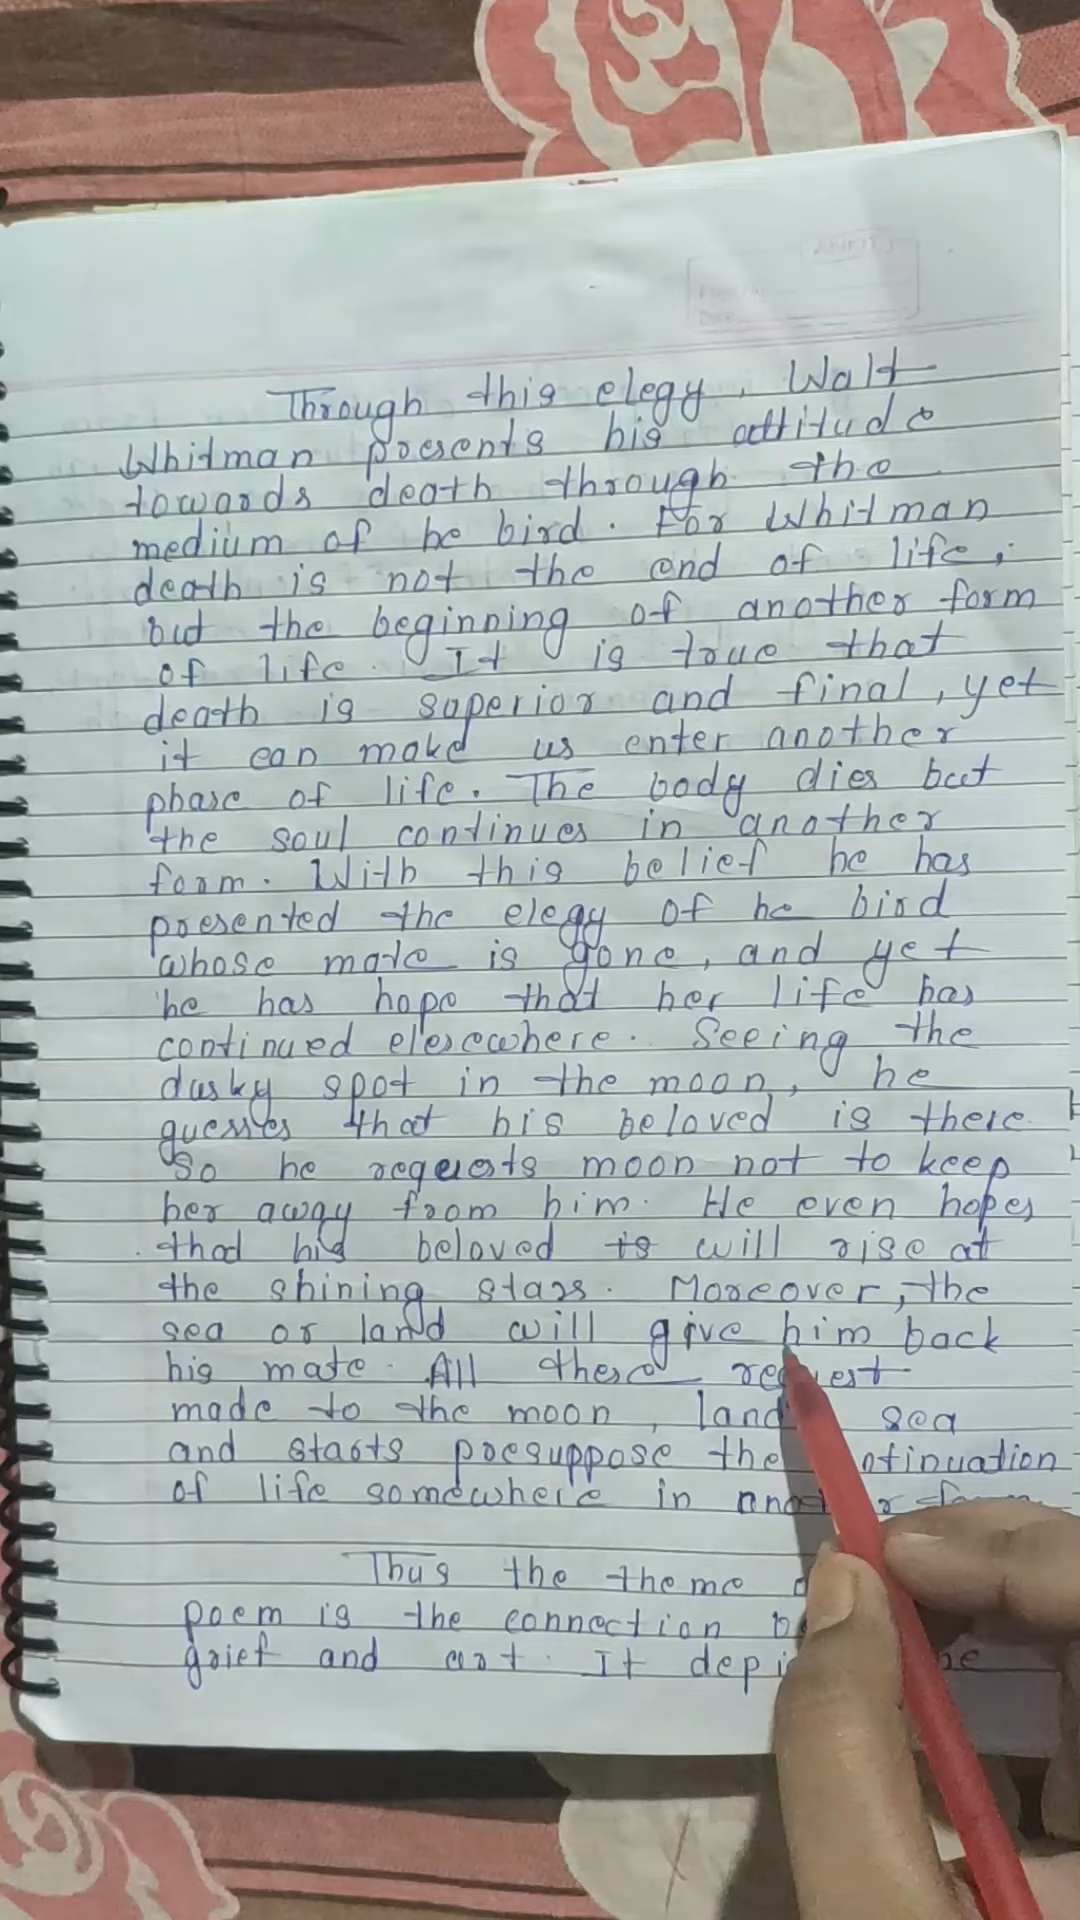 Through this elegy, Walt
Whitman presents his attitude
towards death through the
medium of he bird. For Whitman
death is not the end of life,
but the beginning of another form
of life. It is true that
death is superior and final, yet
it can make us enter another
phase of life. The body dies but
the soul continues in another
form. With this belief he has
presented the elegy of he bird
whose mate is gone, and yet
he has hope that her life has
continued elesewhere. Seeing the
dusky spot in the moon, he
guesses that his beloved is there.
So he requests moon not to keep
her away from him. He even hopes
that his beloved is will rise at
the shining stars. Moreover, the
sea or land will give him back
his mate. All these request
made to the moon, land sea
and starts presuppose the ntinuation
of life somewhere in
Thus the theme
poem is the connection
grief and art. It